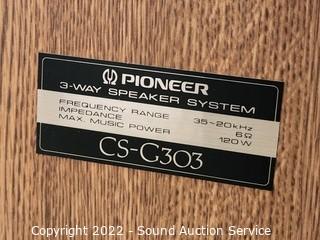 PIONEER
3-WAY SPEAKER SYSTEM
FREQUENCY RANGE 35~20kHz
IMPEDANCE 6Ω
MAX. MUSIC POWER 120W
CS-G303
Copyright 2022 - Sound Auction Service